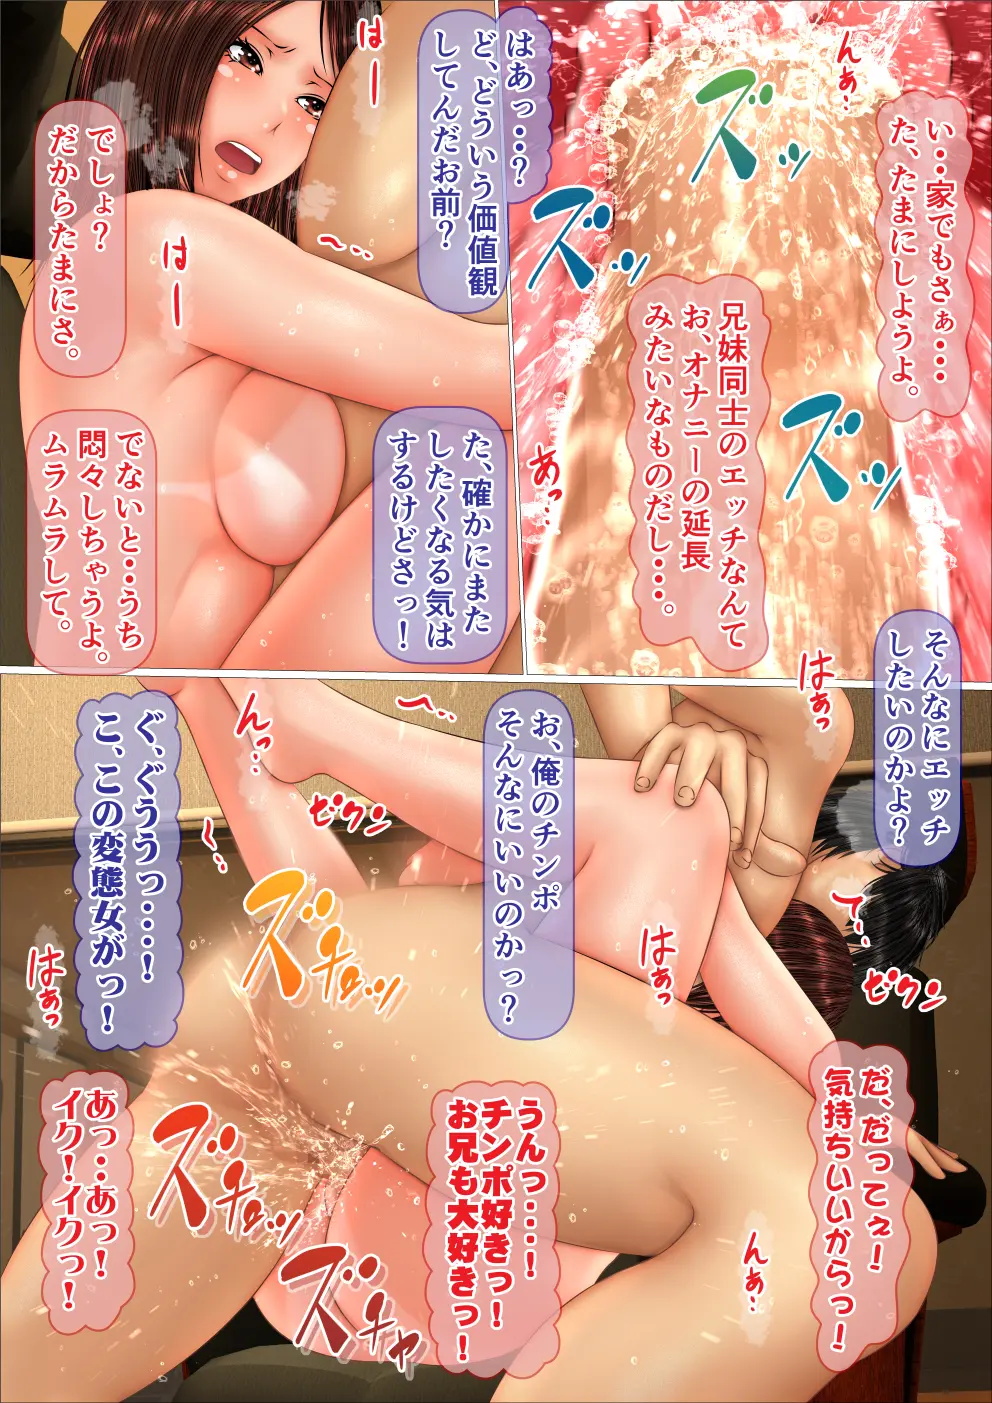 んぁ‥
い‥家でもさぁ‥‥
た、たまにしようよ。
ズッ
ズッ
兄妹同士のエッチなんて
お、オナニーの延長
みたいなものだし‥‥。
ズッ
あっ‥
はあっ‥‥?
ど、どういう価値観
してんだお前?
はー
でしょ?
だからたまにさ。
はー
た、確かにまた
したくなる気は
するけどさっ!
でないと‥うち
悶々しちゃうよ。
ムラムラして。
そんなにエッチ
したいのかよ?
はぁっ
お、俺のチンポ
そんなにいいのかっ?
んっ‥
ビクン
ぐ、ぐううっ‥‥!
こ、この変態女がっ!
ズチュッ
はぁっ
はぁっ
ビクン
だ、だってぇ!
気持ちいいからっ!
んぁ‥
うんっ‥‥!
チンポ好きっ!
お兄も大好きっ!
ズチュッ
ズチャ
あっ‥あっ!
イク!イクっ!